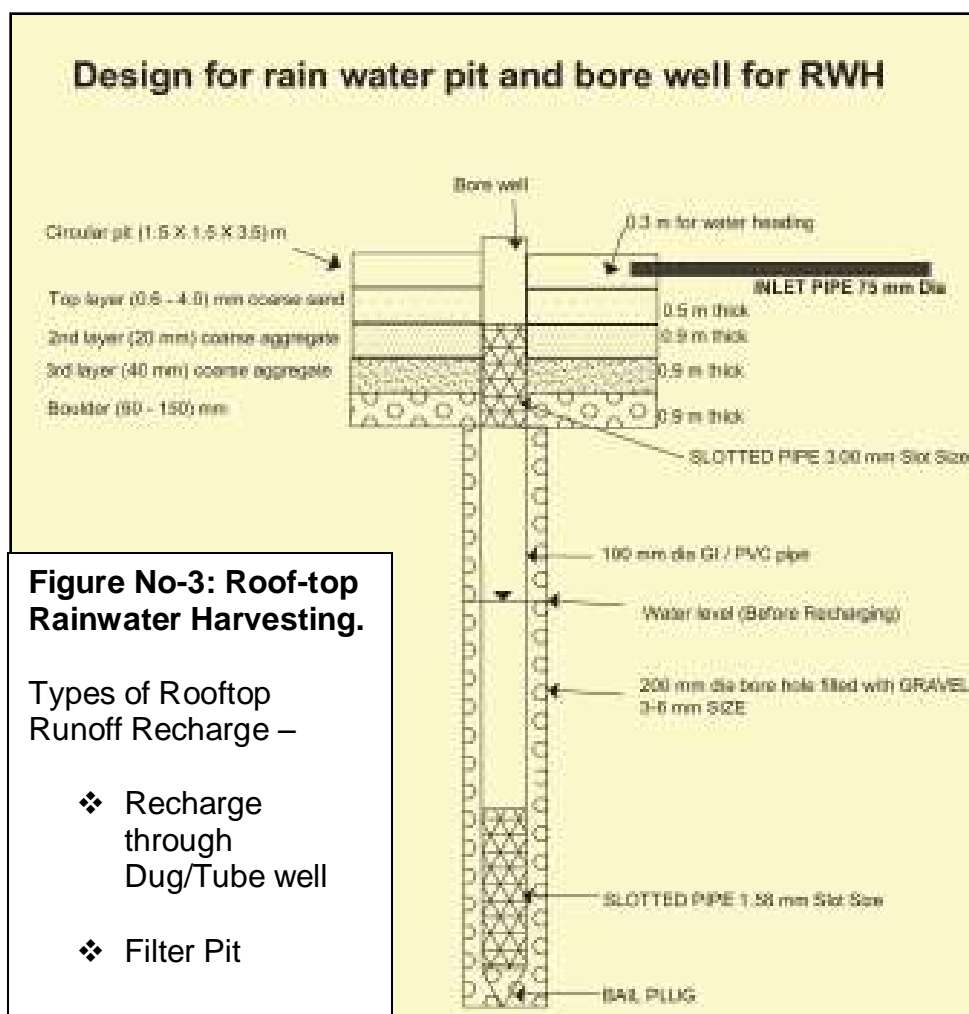 Design for rain water pit and bore well for RWH
Bore well
Circular pit (1.5 X 1.5 X 3.5) m
0.3 m for water heading
INLET PIPE 75 mm Dia
Top layer (0.6 - 4.0) mm coarse sand
0.5 m thick
2nd layer (20 mm) coarse aggregate
0.9 m thick
3rd layer (40 mm) coarse aggregate
0.9 m thick
Boulder - 150) mm
0.9 m thick
SLOTTED PIPE 3.00 mm Slot Size
100 mm dia GI / PVC pipe
Water level (Before Recharging)
200 mm dia bore hole filled with GRAVEL
3-6 mm SIZE
SLOTTED PIPE 1.58 mm Slot Size
BAIL PLUG
Figure No-3: Roof-top
Rainwater Harvesting.
Types of Rooftop
Runoff Recharge –
❖ Recharge
through
Dug/Tube well
❖ Filter Pit